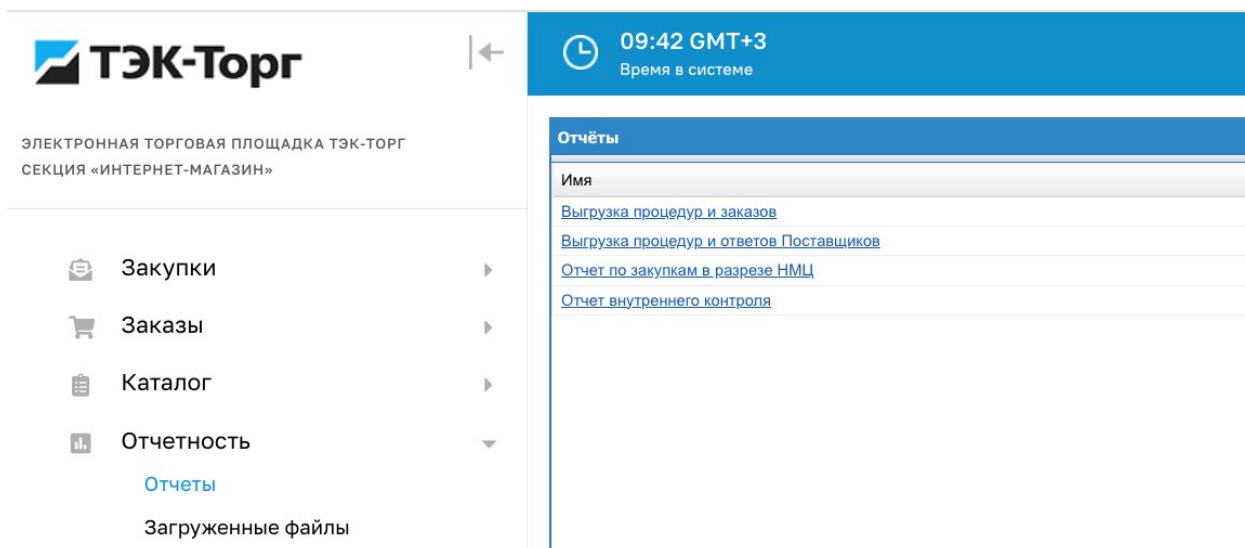 ТЭК-Торг
ЭЛЕКТРОННАЯ ТОРГОВАЯ ПЛОЩАДКА ТЭК-ТОРГ
СЕКЦИЯ «ИНТЕРНЕТ-МАГАЗИН»
Закупки
Заказы
Каталог
Отчетность
Отчеты
Загруженные файлы
09:42 GMT+3
Время в системе
Отчёты
Имя
Выгрузка процедур и заказов
Выгрузка процедур и ответов Поставщиков
Отчет по закупкам в разрезе НМЦ
Отчет внутреннего контроля